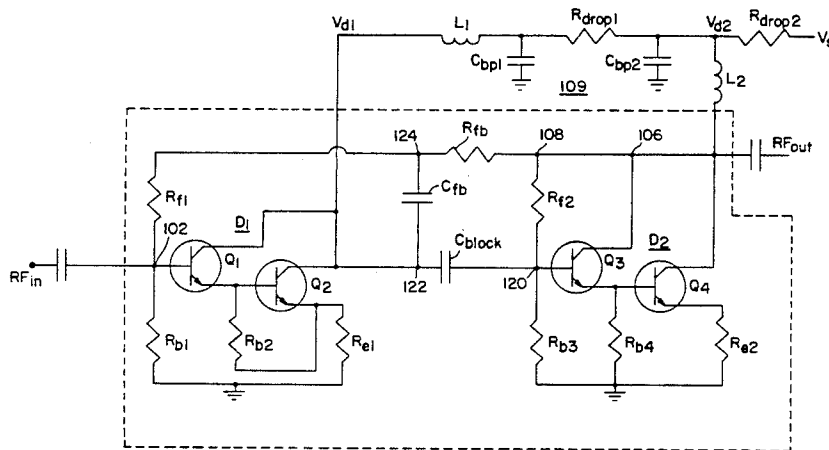 Vd1
L1
Rdrop1
Vd2
Rdrop2
Cbp1
Cbp2
L2
109
124
Rfb
108
106
RFout
Rf1
Cfb
Rf2
102
D1
Cblock
D2
Q1
Q3
RFin
Q2
122
120
Q4
Rb1
Rb2
Re1
Rb3
Rb4
Re2